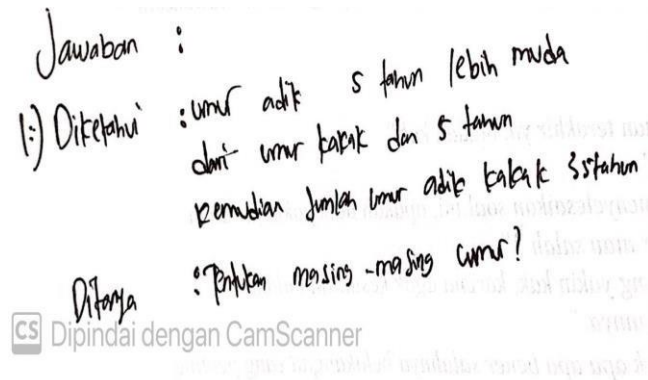 Jawaban :
1.) Diketahui : umur adik 5 tahun lebih muda
dari umur kakak dan 5 tahun
kemudian Jumlah umur adik kakak 35 tahun
Ditanya : Tentukan masing-masing umur?
CS Dipindai dengan CamScanner